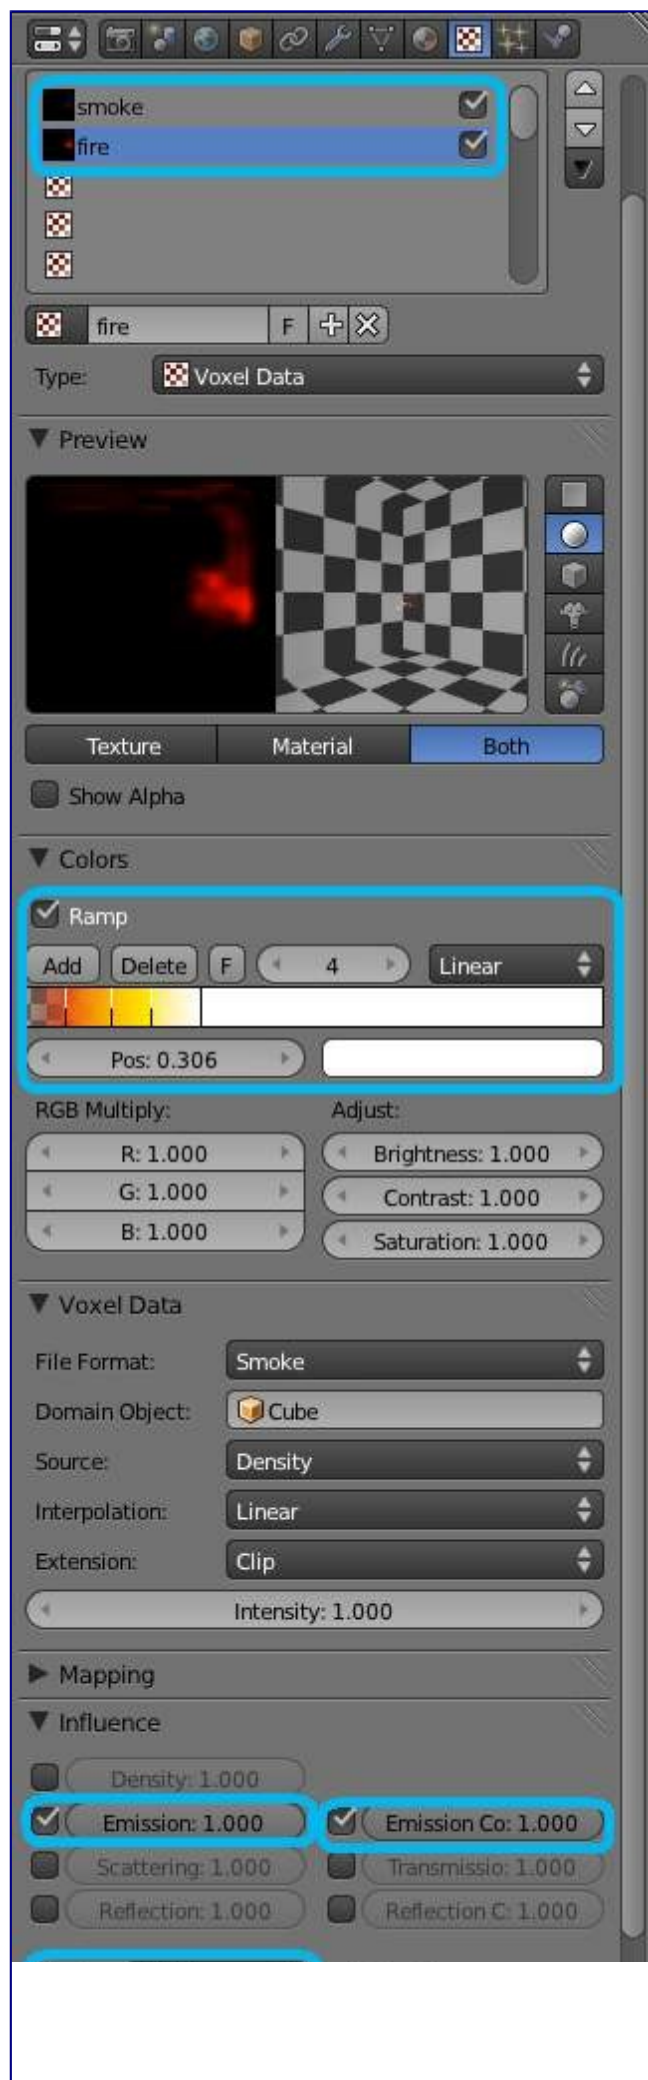 smoke
fire
fire F
Type: Voxel Data
Preview
Texture Material Both
Show Alpha
Colors
Ramp
Add Delete F 4 Linear
Pos: 0.306
RGB Multiply: Adjust:
R: 1.000 Brightness: 1.000
G: 1.000 Contrast: 1.000
B: 1.000 Saturation: 1.000
Voxel Data
File Format: Smoke
Domain Object: Cube
Source: Density
Interpolation: Linear
Extension: Clip
Intensity: 1.000
Mapping
Influence
Density: 1.000
Emission: 1.000 Emission Co: 1.000
Scattering: 1.000 Transmissio: 1.000
Reflection: 1.000 Reflection C: 1.000